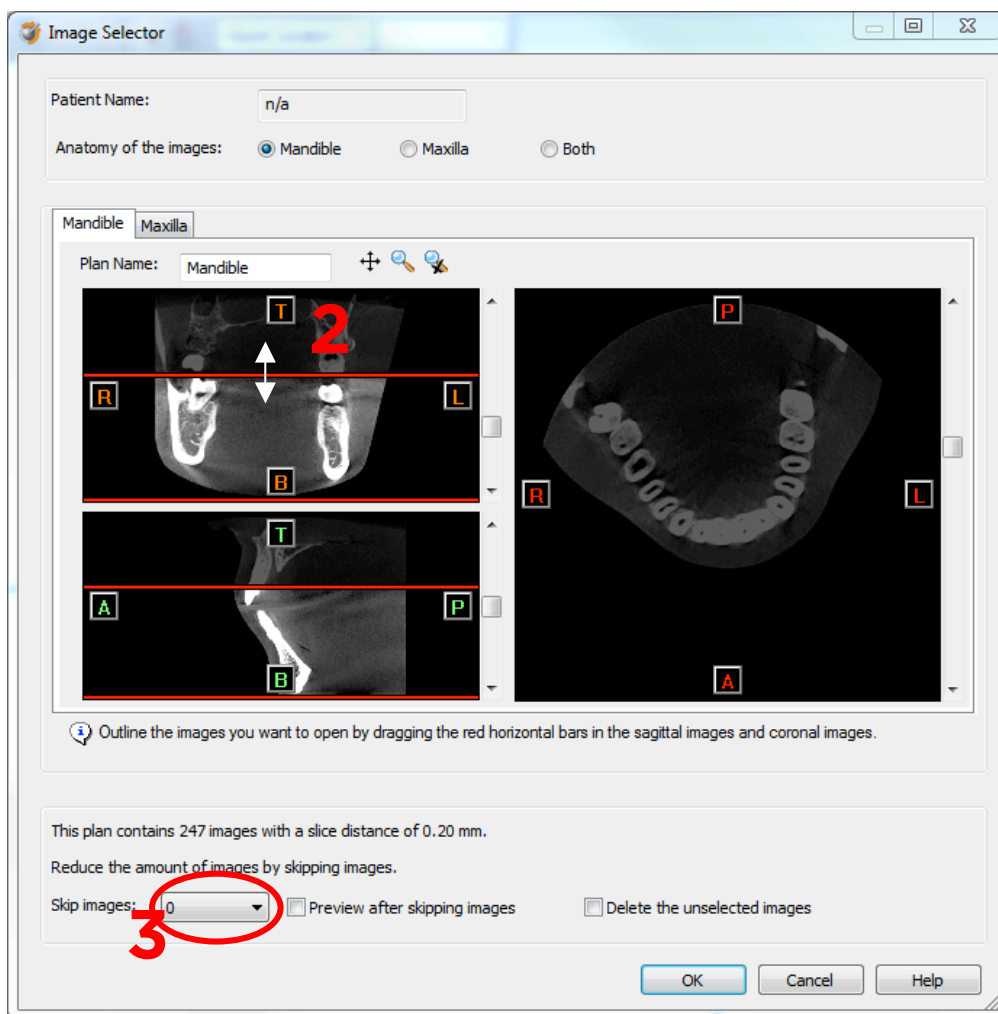 Image Selector
Patient Name: n/a
Anatomy of the images: Mandible Maxilla Both
Mandible Maxilla
Plan Name: Mandible
T
2
R L
B
T
A P
B
P
R L
A
Outline the images you want to open by dragging the red horizontal bars in the sagittal images and coronal images.
This plan contains 247 images with a slice distance of 0.20 mm.
Reduce the amount of images by skipping images.
Skip images: 0 Preview after skipping images Delete the unselected images
3
OK Cancel Help